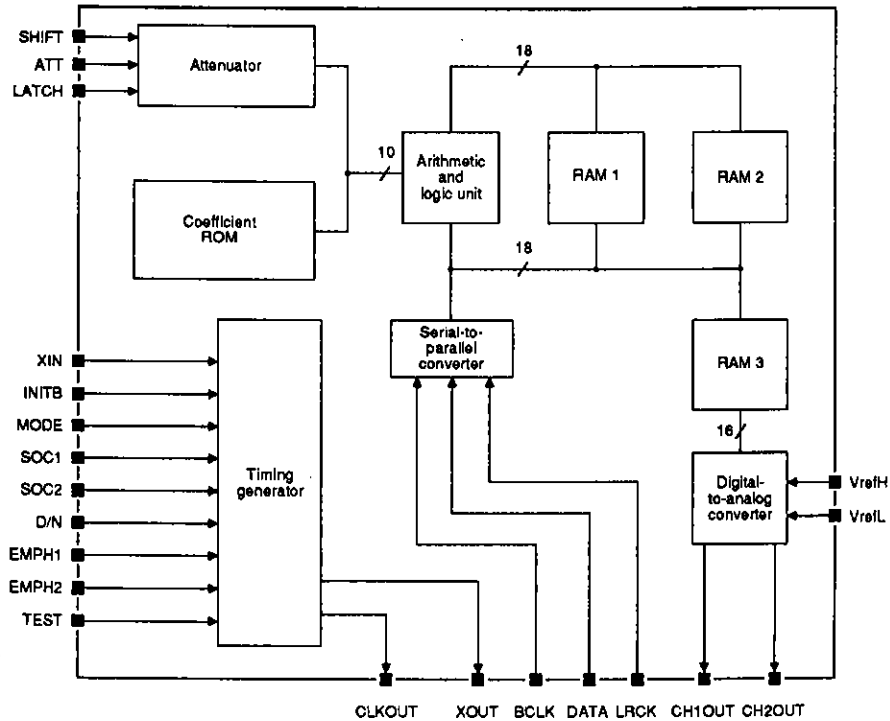 SHIFT
ATT
LATCH
Attenuator
18
10
Arithmetic
and
logic unit
RAM 1
RAM 2
Coefficient
ROM
18
Serial-to-
parallel
converter
RAM 3
XIN
INITB
MODE
SOC1
SOC2
D/N
EMPH1
EMPH2
TEST
Timing
generator
16
Digital-
to-analog
converter
VrefH
VrefL
CLKOUT
XOUT
BCLK
DATA
LRCK
CH1OUT
CH2OUT